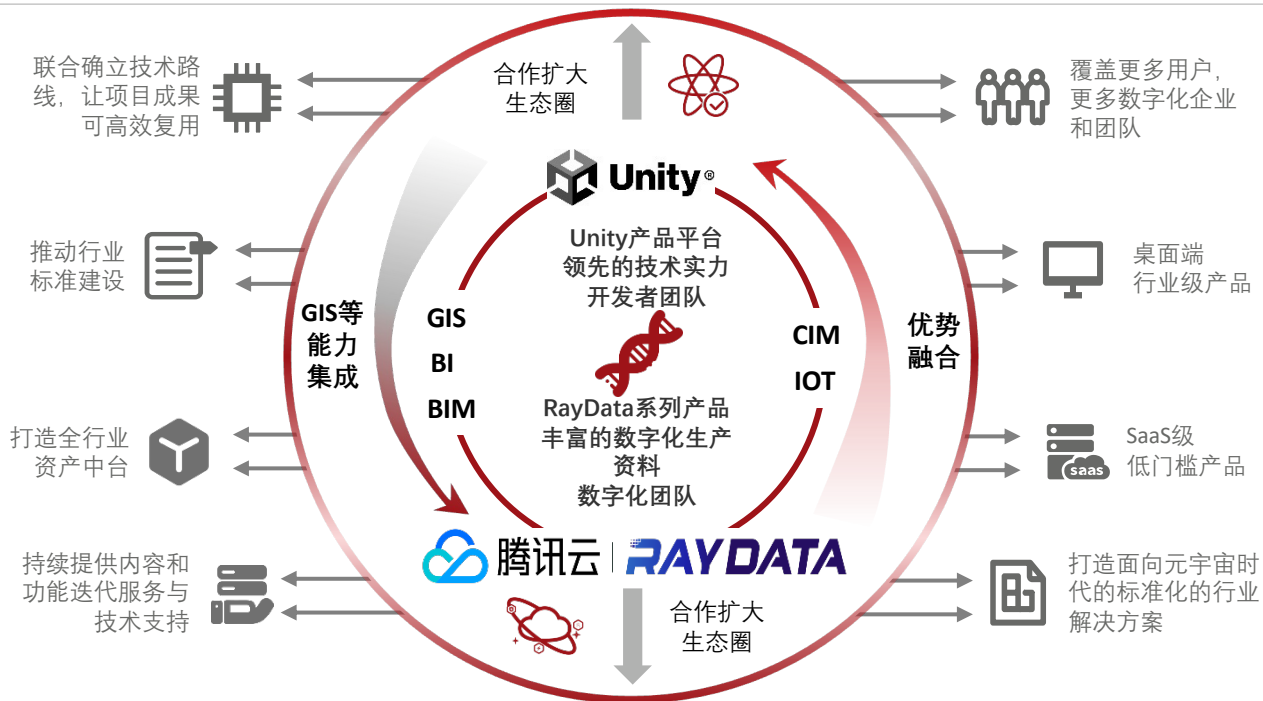 联合确立技术路
线，让项目成果
可高效复用
推动行业
标准建设
打造全行业
资产中台
持续提供内容和
功能迭代服务与
技术支持
合作扩大
生态圈
Unity®
Unity产品平台
领先的技术实力
开发者团队
GIS等
能力
集成
GIS
BI
BIM
CIM
IOT
优势
融合
RayData系列产品
丰富的数字化生产
资料
数字化团队
腾讯云 | RAYDATA
合作扩大
生态圈
覆盖更多用户，
更多数字化企业
和团队
桌面端
行业级产品
saas
SaaS级
低门槛产品
打造面向元宇宙时
代的标准化的行业
解决方案